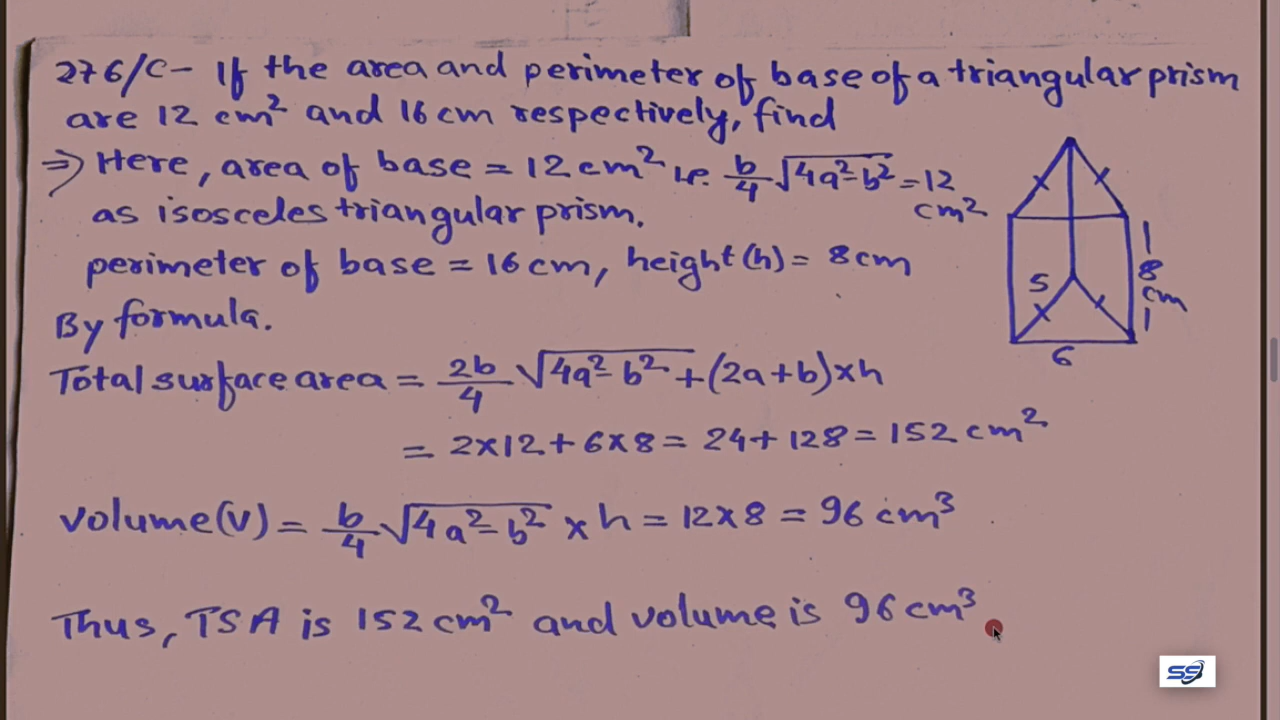 276/C- If the area and perimeter of base of a triangular prism
are 12 cm² and 16 cm respectively, find
⇒ Here, area of base = 12 cm² i.e. b/4 √(4a²-b²) = 12
cm²
as isosceles triangular prism.
perimeter of base = 16 cm, height (h) = 8 cm
By formula.
Total surface area = 2b/4 √(4a²-b²) + (2a+b)×h
= 2×12 + 6×8 = 24 + 128 = 152 cm²
Volume (V) = b/4 √(4a²-b²) × h = 12×8 = 96 cm³
Thus, TSA is 152 cm² and volume is 96 cm³.
5
8
cm
6
SS